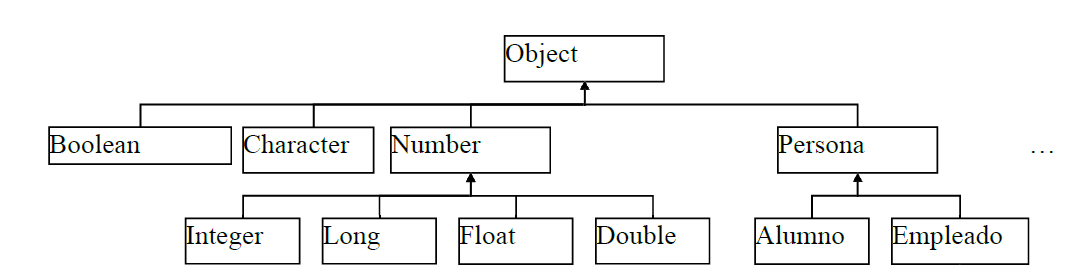 Object
Boolean
Character
Number
Persona
…
Integer
Long
Float
Double
Alumno
Empleado